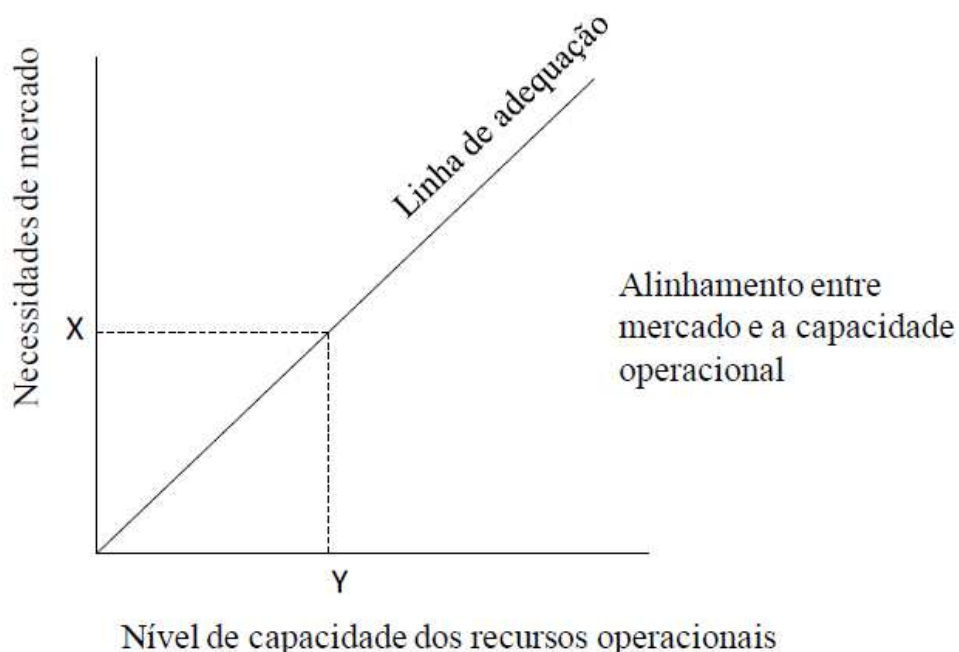 Necessidades de mercado
Linha de adequação
X
Alinhamento entre
mercado e a capacidade
operacional
Y
Nível de capacidade dos recursos operacionais